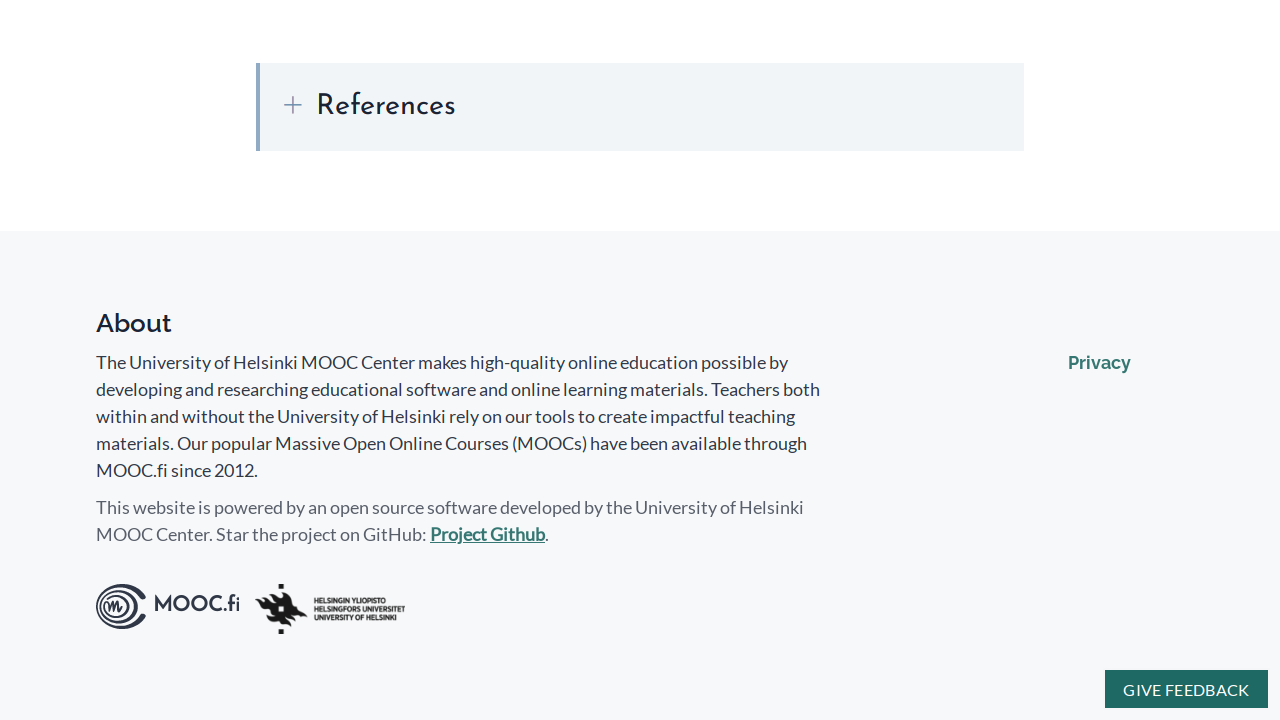 References
About
The University of Helsinki MOOC Center makes high-quality online education possible by
developing and researching educational software and online learning materials. Teachers both
within and without the University of Helsinki rely on our tools to create impactful teaching
materials. Our popular Massive Open Online Courses (MOOCs) have been available through
MOOC.fi since 2012.
Privacy
This website is powered by an open source software developed by the University of Helsinki
MOOC Center. Star the project on GitHub: Project Github.
MOOC.fi
HELSINGIN YLIOPISTO
HELSINGFORS UNIVERSITET
UNIVERSITY OF HELSINKI
GIVE FEEDBACK